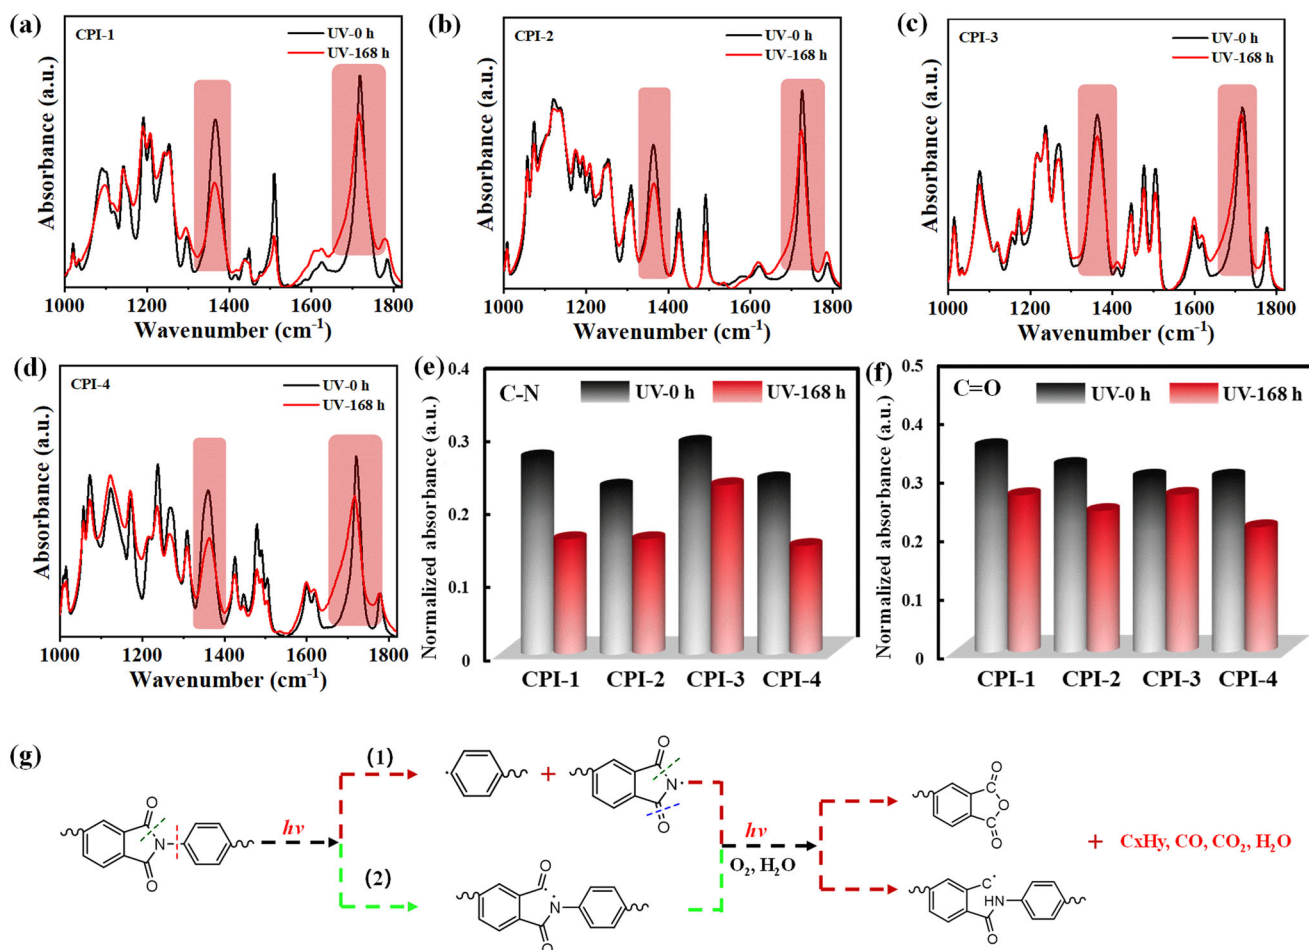 (a)
CPI-1
UV-0 h
UV-168 h
Absorbance (a.u.)
1000 1200 1400 1600 1800
Wavenumber (cm⁻¹)
(b)
CPI-2
UV-0 h
UV-168 h
Absorbance (a.u.)
1000 1200 1400 1600 1800
Wavenumber (cm⁻¹)
(c)
CPI-3
UV-0 h
UV-168 h
Absorbance (a.u.)
1000 1200 1400 1600 1800
Wavenumber (cm⁻¹)
(d)
CPI-4
UV-0 h
UV-168 h
Absorbance (a.u.)
1000 1200 1400 1600 1800
Wavenumber (cm⁻¹)
(e)
C-N
UV-0 h UV-168 h
Normalized absorbance (a.u.)
0.4
0.3
0.2
0.1
0
CPI-1 CPI-2 CPI-3 CPI-4
(f)
C=O
UV-0 h UV-168 h
Normalized absorbance (a.u.)
0.5
0.4
0.3
0.2
0.1
0
CPI-1 CPI-2 CPI-3 CPI-4
(g)
O
N
O
hν
(1)
+
O
N·
O
(2)
O
C·
N
O
hν
O₂, H₂O
O
C
O
C
O
C·
HN
C
O
+ CxHy, CO, CO₂, H₂O